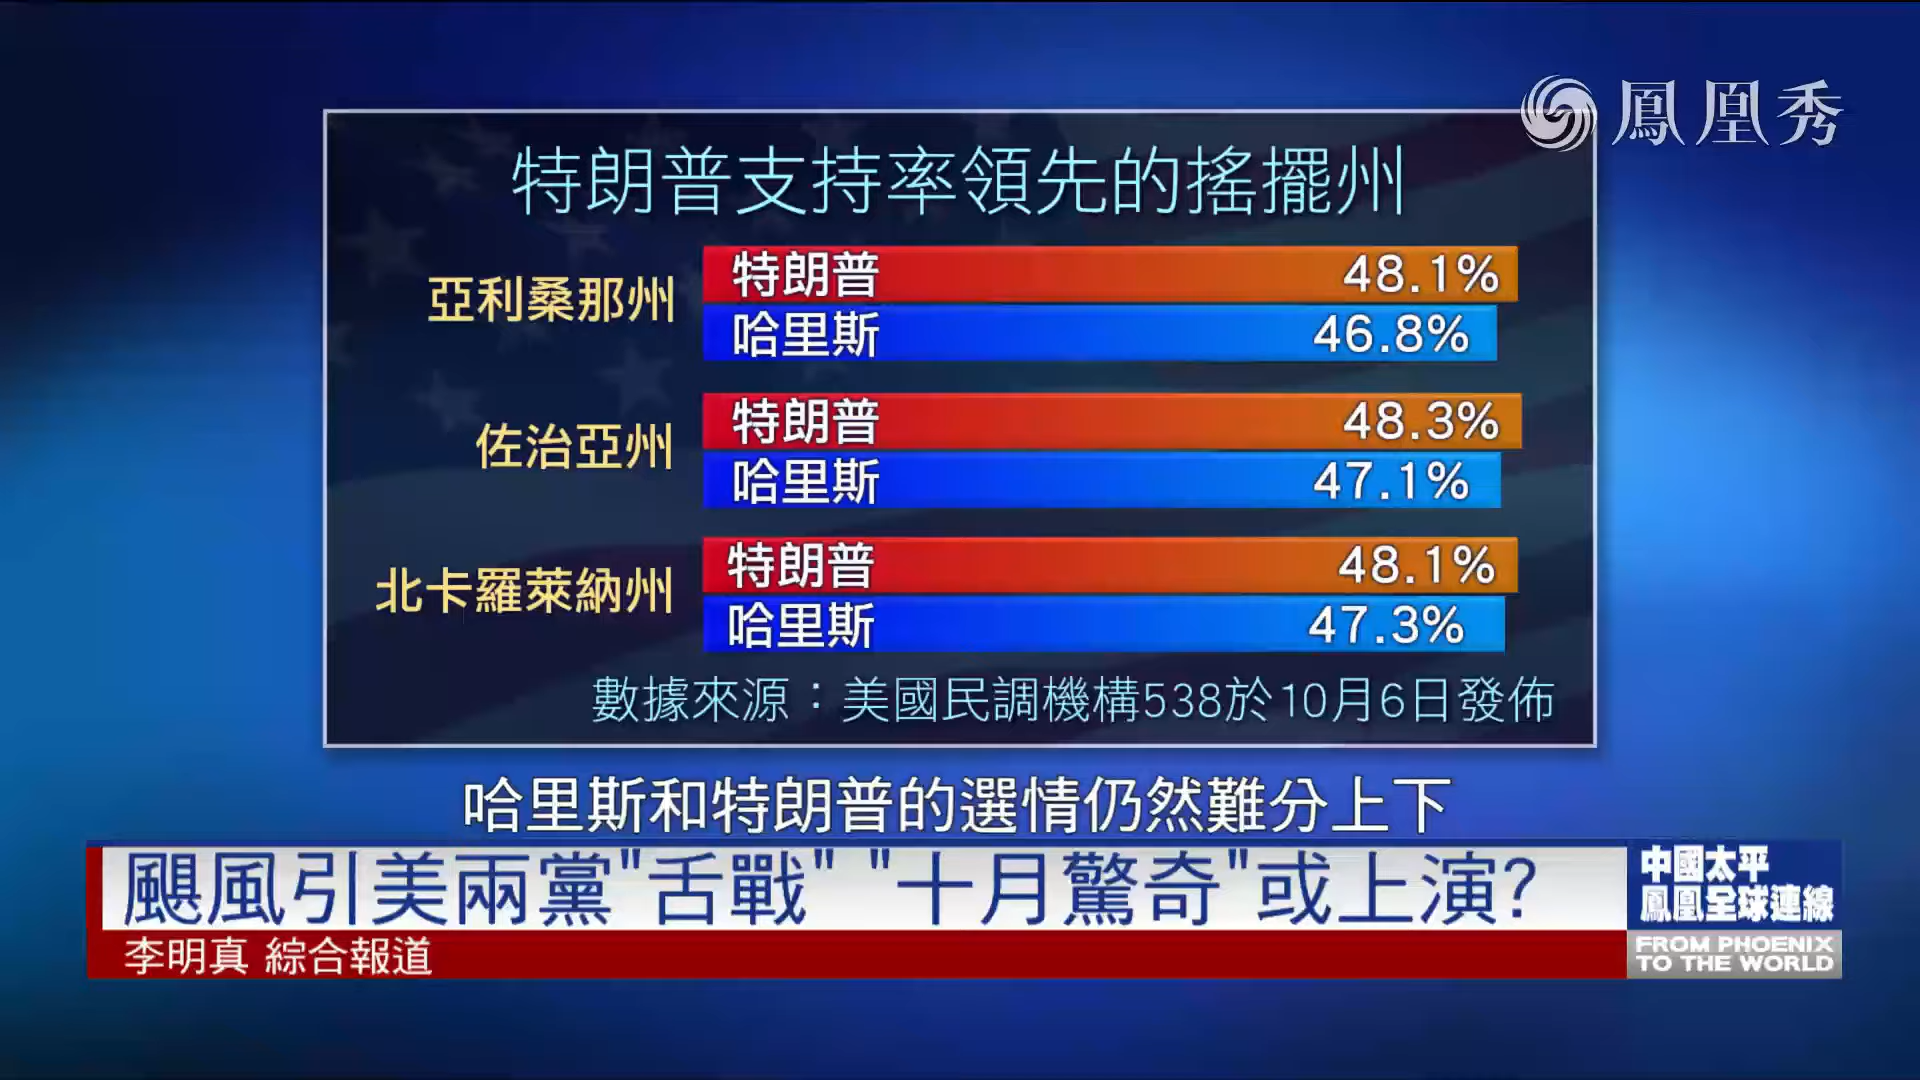 鳳凰秀
特朗普支持率領先的搖擺州
亞利桑那州
特朗普 48.1%
哈里斯 46.8%
佐治亞州
特朗普 48.3%
哈里斯 47.1%
北卡羅萊納州
特朗普 48.1%
哈里斯 47.3%
數據來源：美國民調機構538於10月6日發佈
哈里斯和特朗普的選情仍然難分上下
颶風引美兩黨"舌戰" "十月驚奇"或上演?
李明真 綜合報道
中國太平
鳳凰全球連線
FROM PHOENIX
TO THE WORLD